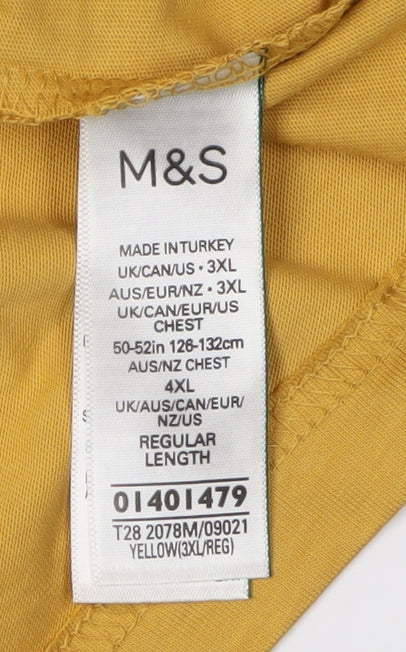 M&S
MADE IN TURKEY
UK/CAN/US • 3XL
AUS/EUR/NZ • 3XL
UK/CAN/EUR/US
CHEST
50-52in 126-132cm
AUS/NZ CHEST
4XL
UK/AUS/CAN/EUR/
NZ/US
REGULAR
LENGTH
01401479
T28 2078M/09021
YELLOW(3XL/REG)